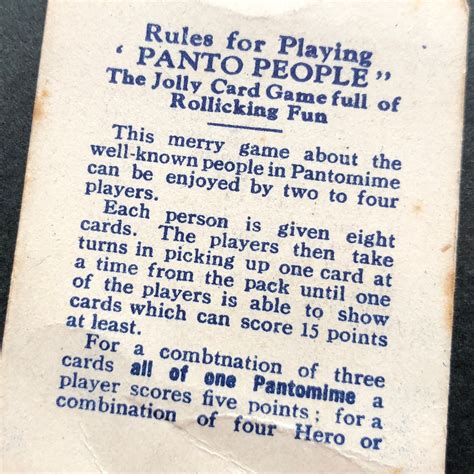 Rules for Playing
‘ PANTO PEOPLE”
The Jolly Card Game full of
Rollicking Fun
This merry game about the
well-known people in Pantomime
can be enjoyed by two to four
players.
Each person is given eight
cards. The players then take
turns in picking up one card at
a time from the pack until one
of the players is able to show
cards which can score 15 points
at least.
For a combtnation of three
cards all of one Pantomime a
player scores five points ; for a
combination of four Hero or